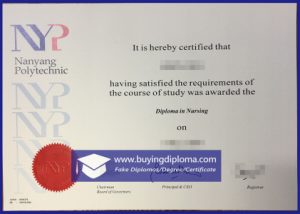 NYP
Nanyang
Polytechnic
It is hereby certified that
having satisfied the requirements of
the course of study was awarded the
Diploma in Nursing
on
www.buyingdiploma.com
Fake Diplomas/Degree/Certificate
Chairman
Board of Governors
Principal & CEO
Registrar